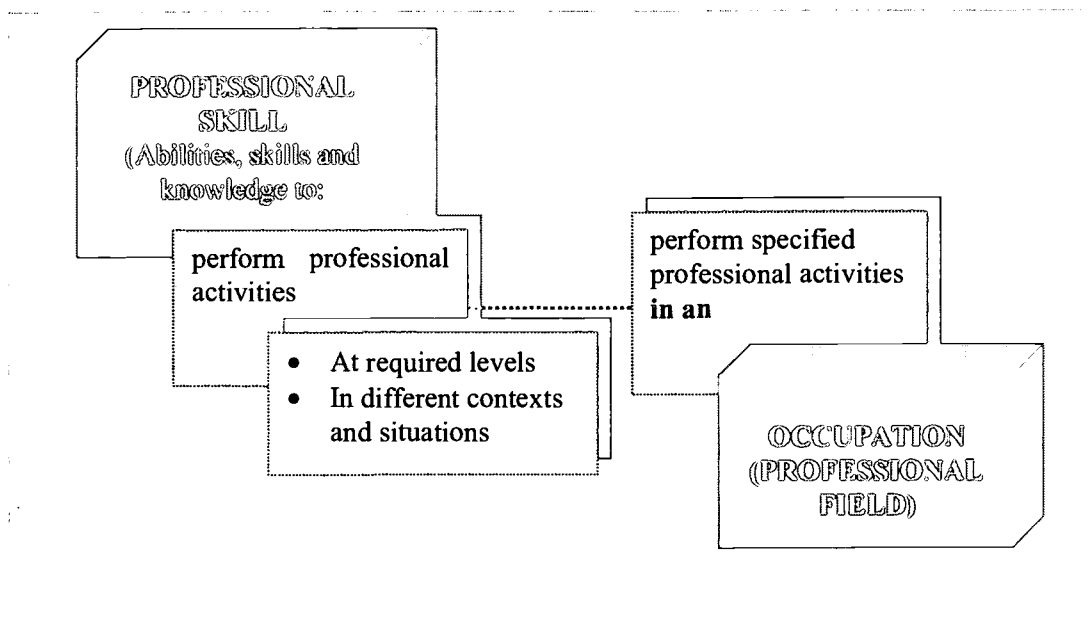 PROFESSIONAL
SKILL
(Abilities, skills and
knowledge to:
perform professional
activities
• At required levels
• In different contexts
and situations
perform specified
professional activities
in an
OCCUPATION
(PROFESSIONAL
FIELD)